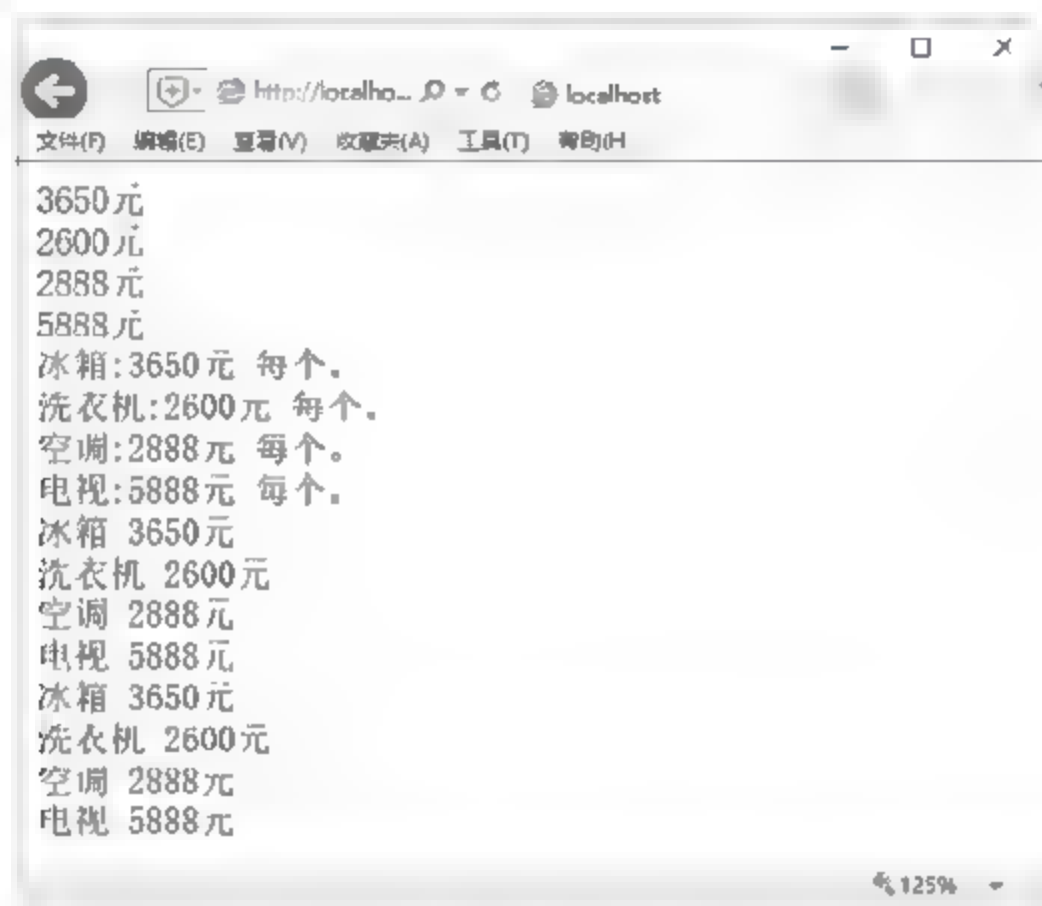 http://localho... localhost
文件(F) 编辑(E) 查看(V) 收藏夹(A) 工具(T) 帮助(H
3650元
2600元
2888元
5888元
冰箱:3650元 每个。
洗衣机:2600元 每个。
空调:2888元 每个。
电视:5888元 每个。
冰箱 3650元
洗衣机 2600元
空调 2888元
电视 5888元
冰箱 3650元
洗衣机 2600元
空调 2888元
电视 5888元
125%